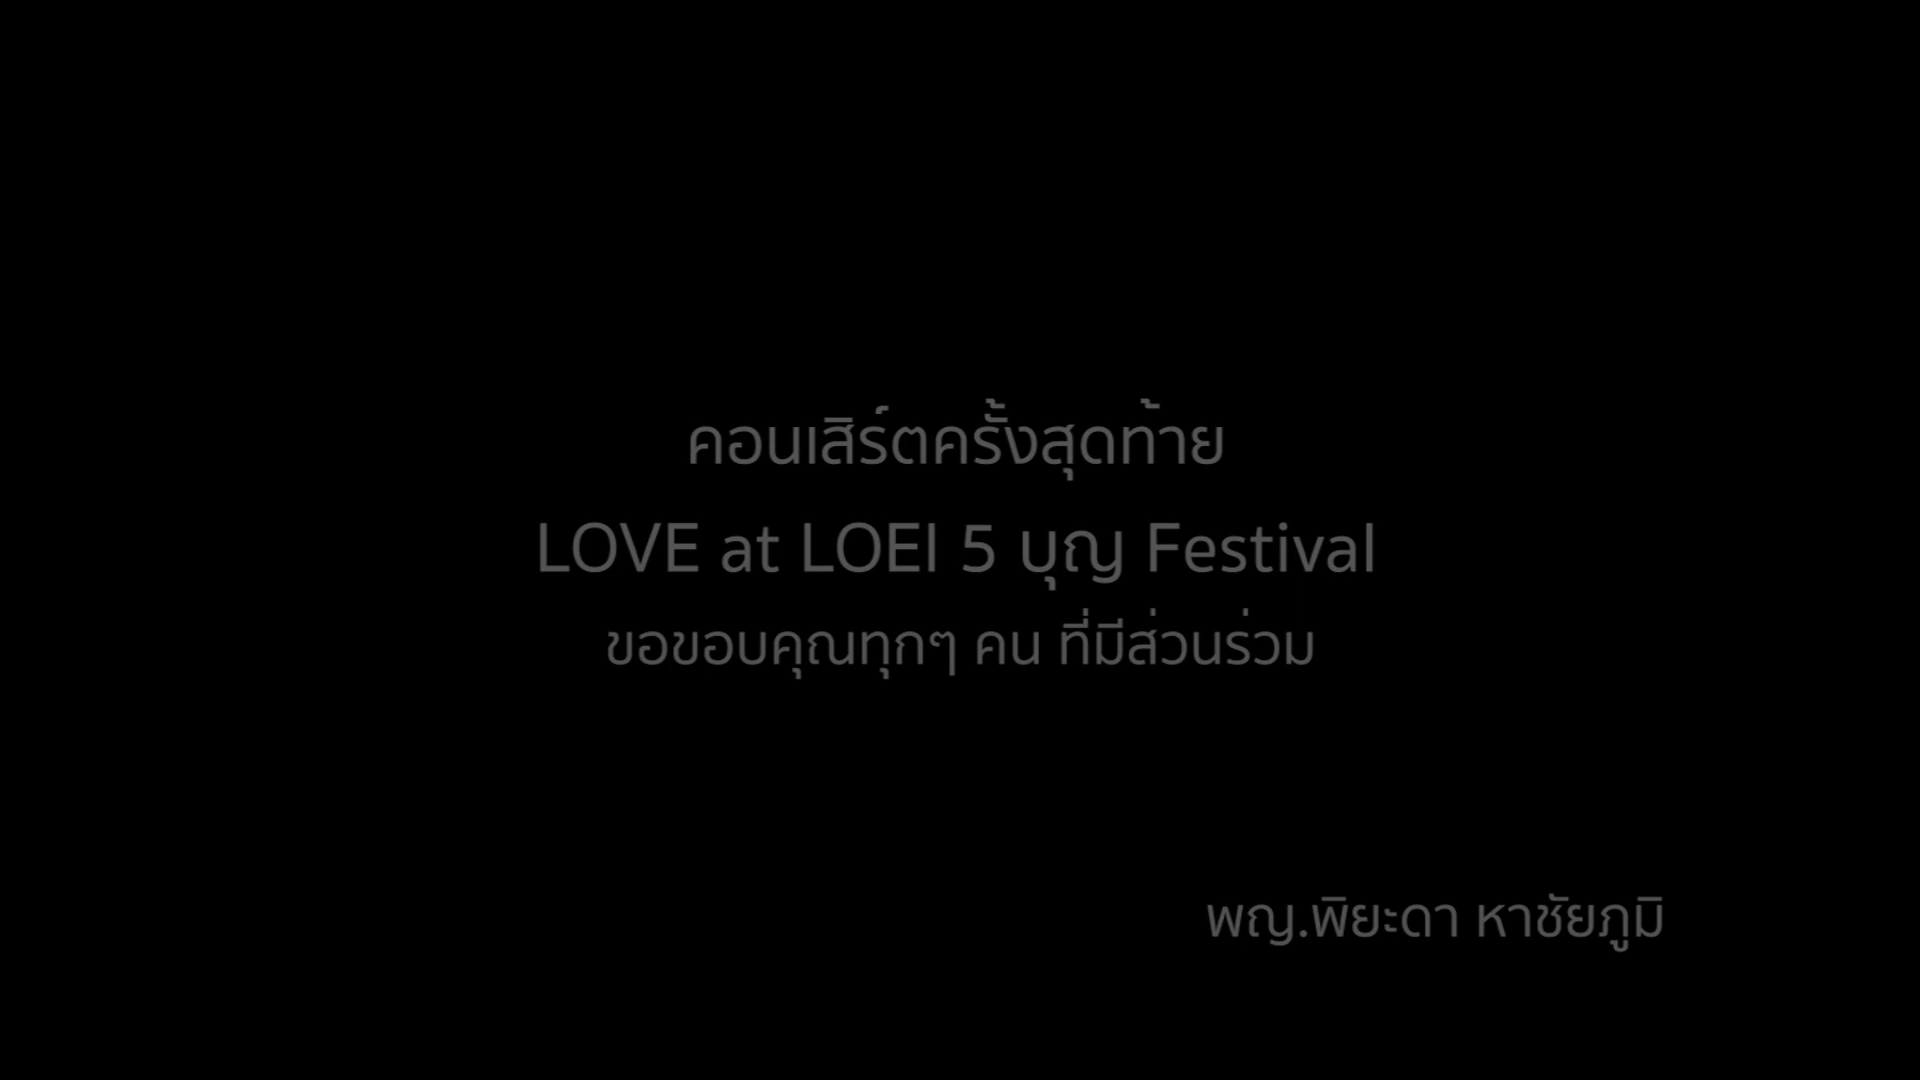 คอนเสิร์ตครั้งสุดท้าย
LOVE at LOEI 5 บุญ Festival
ขอขอบคุณทุกๆ คน ที่มีส่วนร่วม
พญ.พิยะดา หาชัยภูมิ